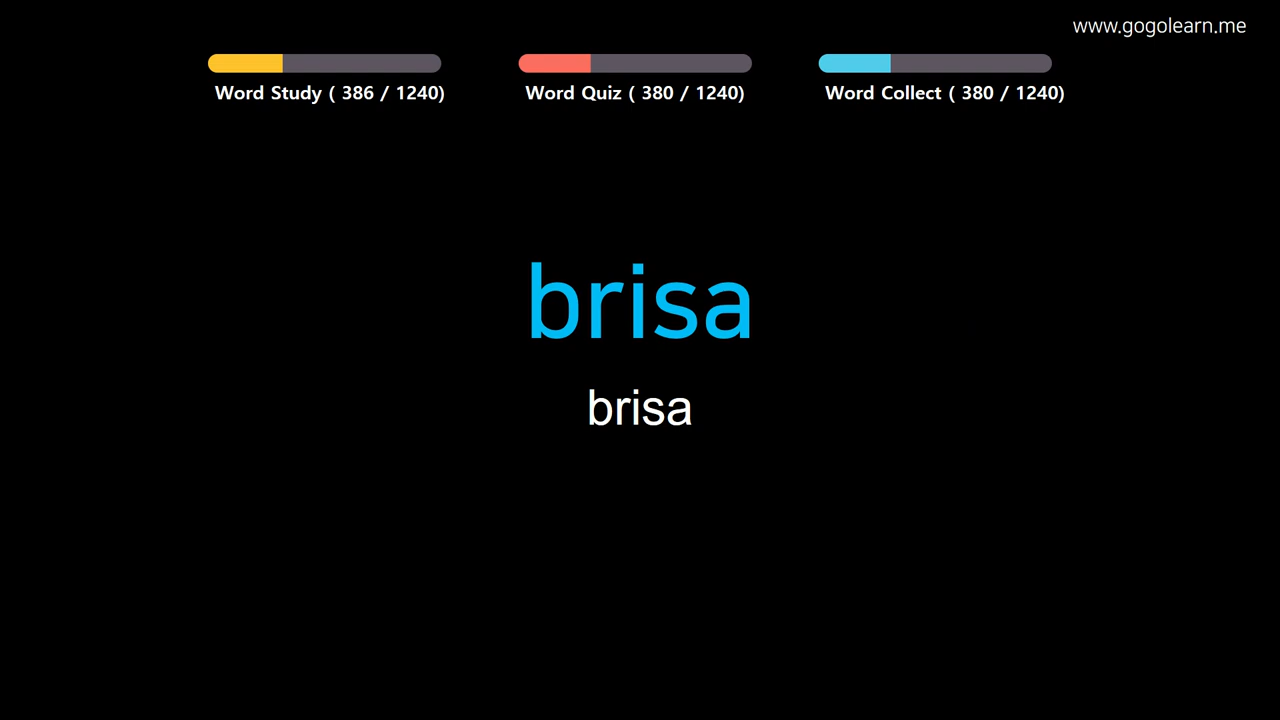 www.gogolearn.me
Word Study ( 386 / 1240)
Word Quiz ( 380 / 1240)
Word Collect ( 380 / 1240)
brisa
brisa